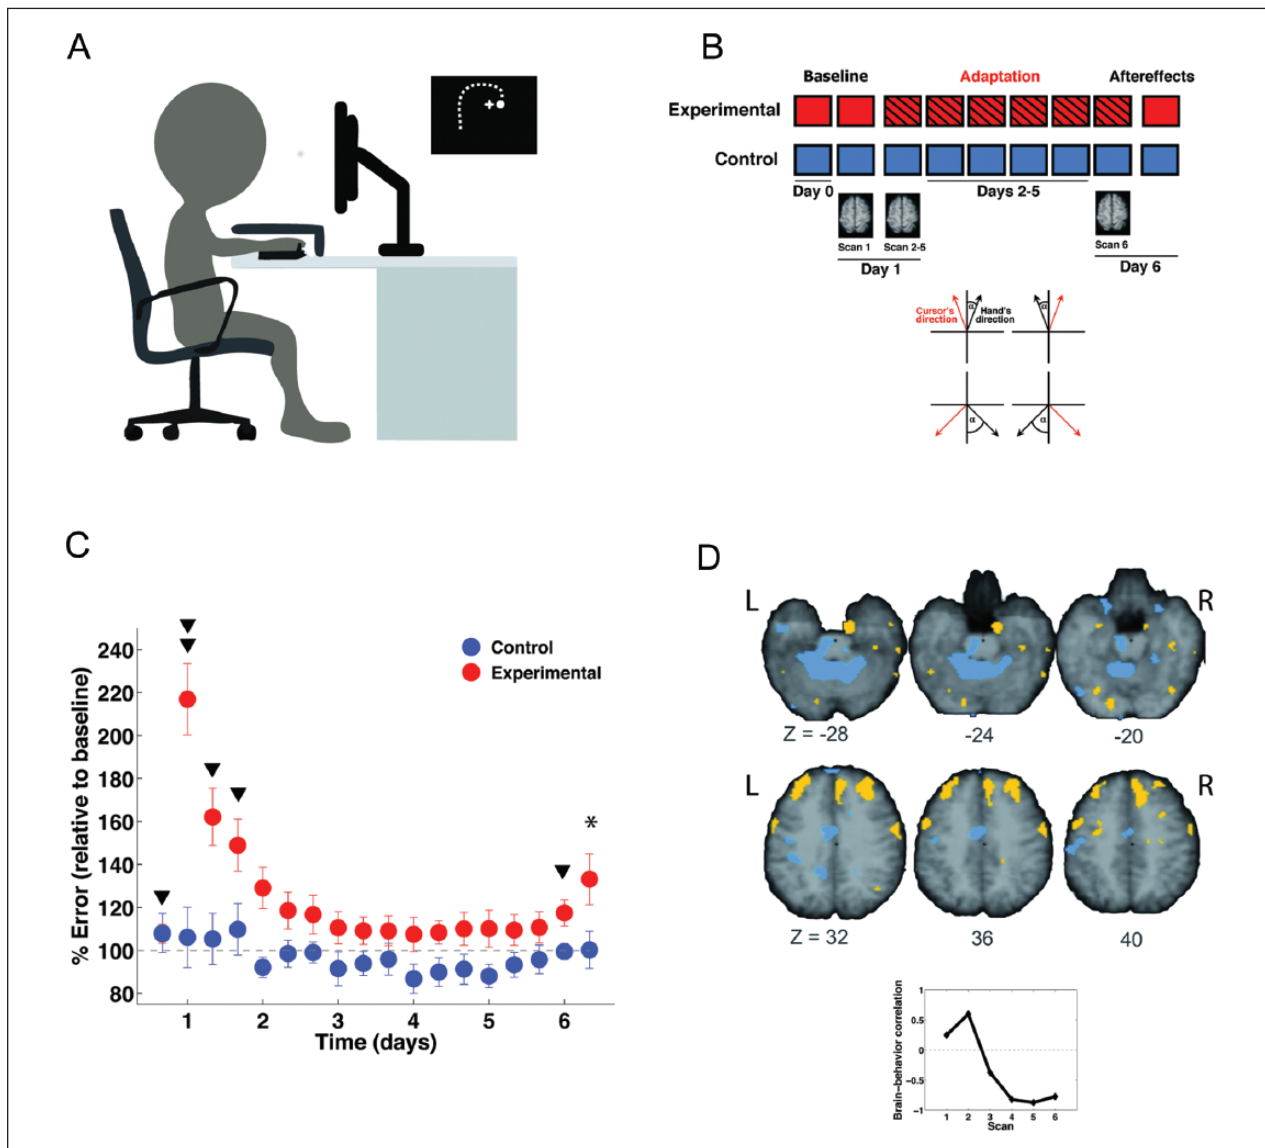 A
B
Baseline Adaptation Aftereffects
Experimental
Control
Day 0 Days 2-5
Scan 1 Scan 2-5 Scan 6
Day 1 Day 6
α α
Cursor's Hand's
direction direction
α α
C
% Error (relative to baseline)
240
220
200
180
160
140
120
100
80
Control
Experimental
*
1 2 3 4 5 6
Time (days)
D
L R
Z = -28 -24 -20
L R
Z = 32 36 40
Brain-behavior correlation
1
0.5
0
-0.5
-1
1 2 3 4 5 6
Scan